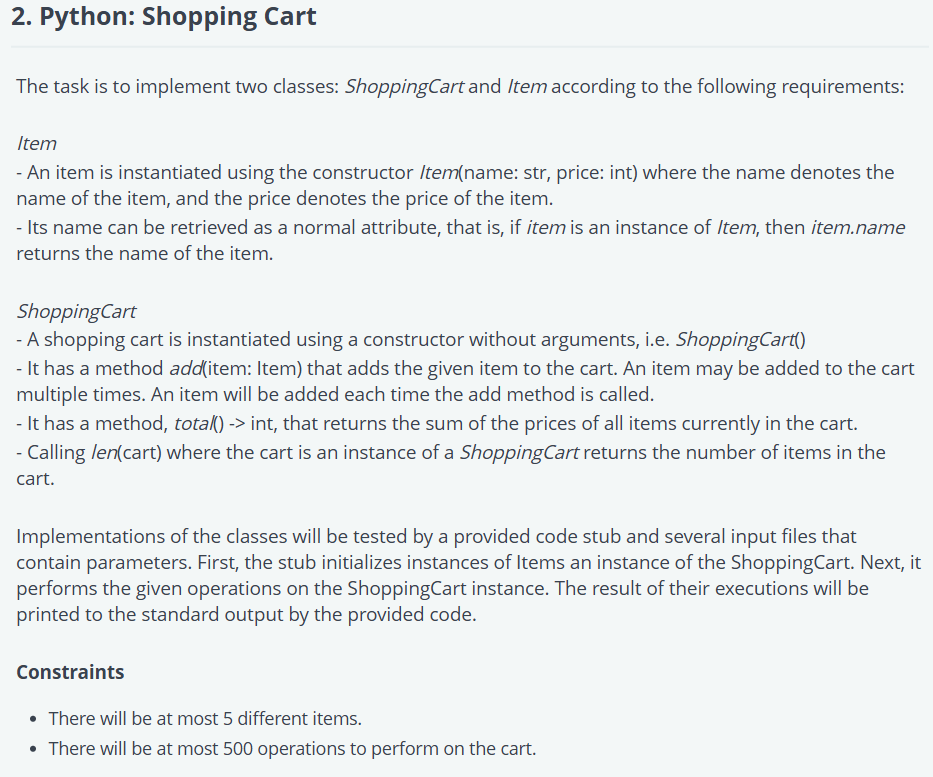 2. Python: Shopping Cart
The task is to implement two classes: ShoppingCart and Item according to the following requirements:
Item
- An item is instantiated using the constructor Item(name: str, price: int) where the name denotes the
name of the item, and the price denotes the price of the item.
- Its name can be retrieved as a normal attribute, that is, if item is an instance of Item, then item.name
returns the name of the item.
ShoppingCart
- A shopping cart is instantiated using a constructor without arguments, i.e. ShoppingCart()
- It has a method add(item: Item) that adds the given item to the cart. An item may be added to the cart
multiple times. An item will be added each time the add method is called.
- It has a method, total() -> int, that returns the sum of the prices of all items currently in the cart.
- Calling len(cart) where the cart is an instance of a ShoppingCart returns the number of items in the
cart.
Implementations of the classes will be tested by a provided code stub and several input files that
contain parameters. First, the stub initializes instances of Items an instance of the ShoppingCart. Next, it
performs the given operations on the ShoppingCart instance. The result of their executions will be
printed to the standard output by the provided code.
Constraints
• There will be at most 5 different items.
• There will be at most 500 operations to perform on the cart.